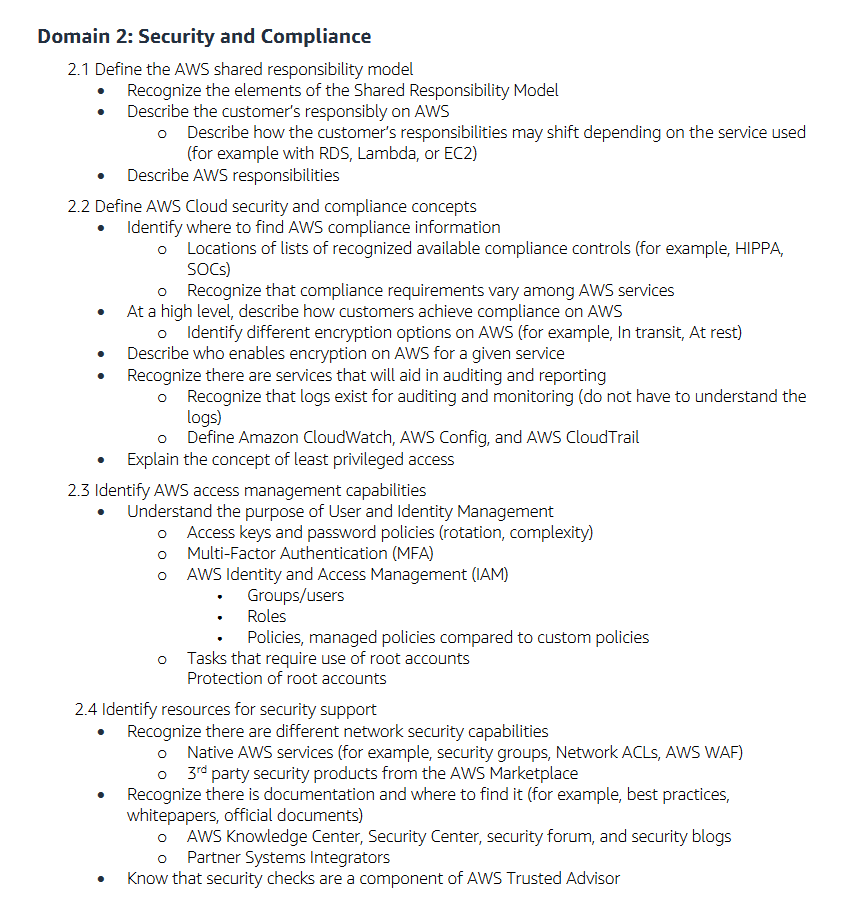 Domain 2: Security and Compliance
2.1 Define the AWS shared responsibility model
• Recognize the elements of the Shared Responsibility Model
• Describe the customer's responsibly on AWS
o Describe how the customer's responsibilities may shift depending on the service used
(for example with RDS, Lambda, or EC2)
• Describe AWS responsibilities
2.2 Define AWS Cloud security and compliance concepts
• Identify where to find AWS compliance information
o Locations of lists of recognized available compliance controls (for example, HIPPA,
SOCs)
o Recognize that compliance requirements vary among AWS services
• At a high level, describe how customers achieve compliance on AWS
o Identify different encryption options on AWS (for example, In transit, At rest)
• Describe who enables encryption on AWS for a given service
• Recognize there are services that will aid in auditing and reporting
o Recognize that logs exist for auditing and monitoring (do not have to understand the
logs)
o Define Amazon CloudWatch, AWS Config, and AWS CloudTrail
• Explain the concept of least privileged access
2.3 Identify AWS access management capabilities
• Understand the purpose of User and Identity Management
o Access keys and password policies (rotation, complexity)
o Multi-Factor Authentication (MFA)
o AWS Identity and Access Management (IAM)
• Groups/users
• Roles
• Policies, managed policies compared to custom policies
o Tasks that require use of root accounts
Protection of root accounts
2.4 Identify resources for security support
• Recognize there are different network security capabilities
o Native AWS services (for example, security groups, Network ACLs, AWS WAF)
o 3rd party security products from the AWS Marketplace
• Recognize there is documentation and where to find it (for example, best practices,
whitepapers, official documents)
o AWS Knowledge Center, Security Center, security forum, and security blogs
o Partner Systems Integrators
• Know that security checks are a component of AWS Trusted Advisor